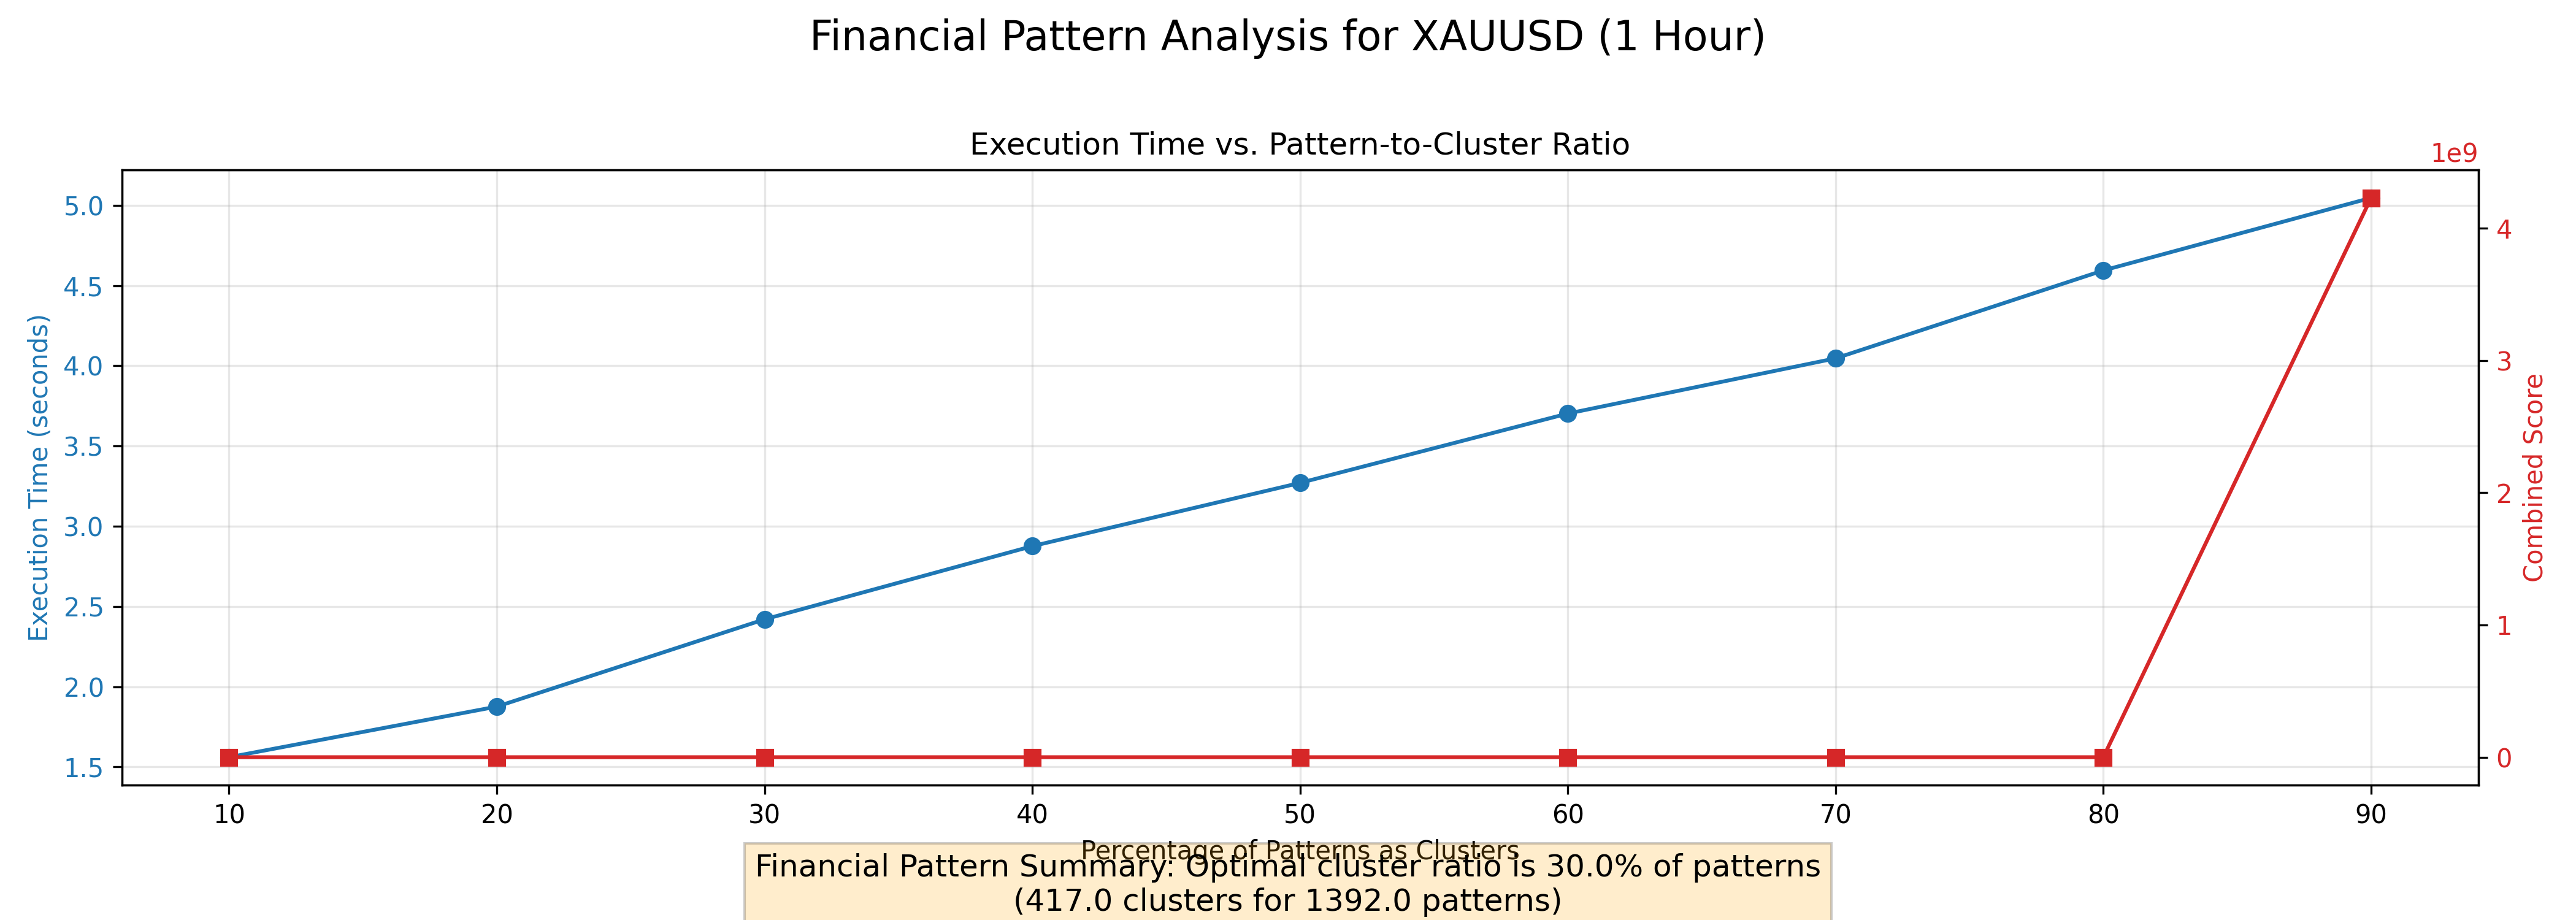 Financial Pattern Analysis for XAUUSD (1 Hour)
Execution Time vs. Pattern-to-Cluster Ratio
1e9
5.0
4.5
4.0
3.5
3.0
2.5
2.0
1.5
Execution Time (seconds)
4
3
2
1
0
Combined Score
10 20 30 40 50 60 70 80 90
Percentage of Patterns as Clusters
Financial Pattern Summary: Optimal cluster ratio is 30.0% of patterns
(417.0 clusters for 1392.0 patterns)